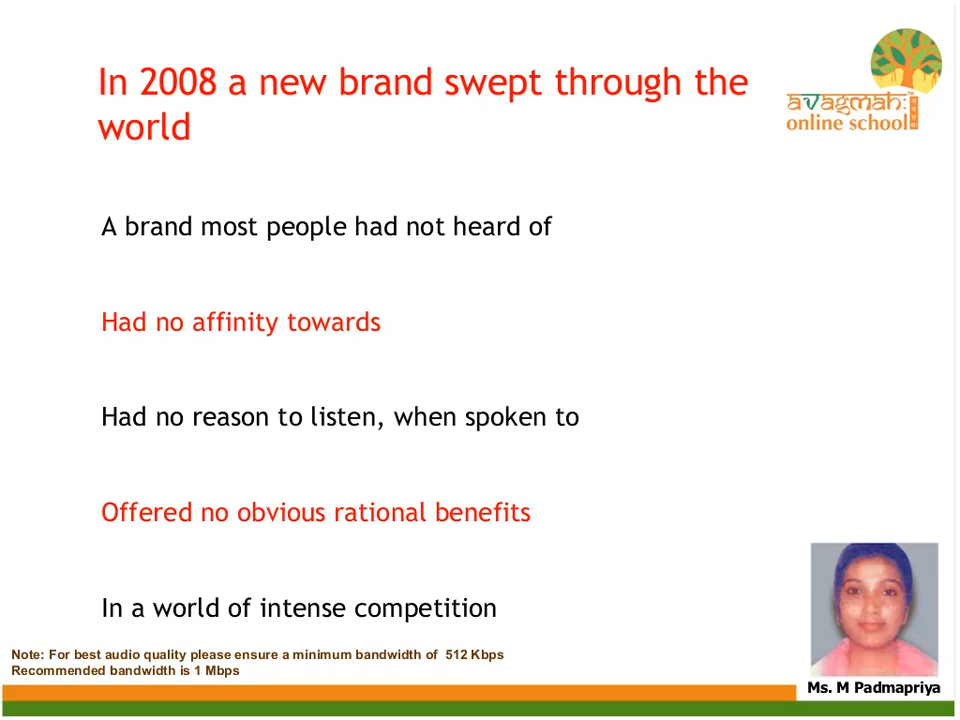 In 2008 a new brand swept through the
world
avagmah
online school
A brand most people had not heard of
Had no affinity towards
Had no reason to listen, when spoken to
Offered no obvious rational benefits
In a world of intense competition
Note: For best audio quality please ensure a minimum bandwidth of 512 Kbps
Recommended bandwidth is 1 Mbps
Ms. M Padmapriya